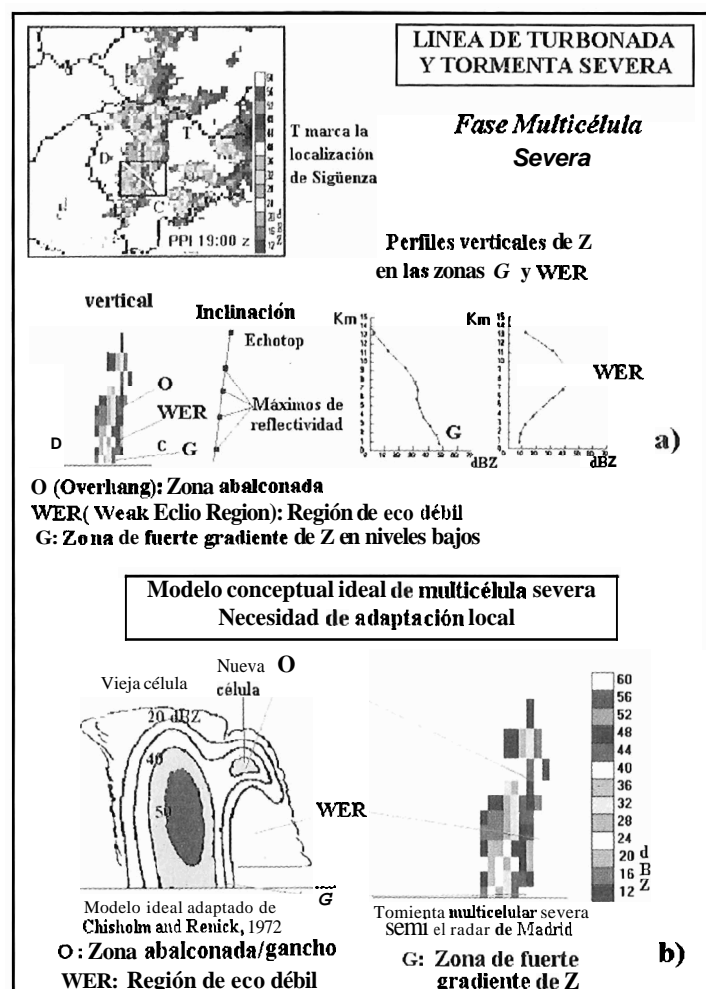 LINEA DE TURBONADA
Y TORMENTA SEVERA
Fase Multicélula
Severa
T marca la
localización
de Sigüenza
D
T
C
PPI 19:00 z
Perfiles verticales de Z
en las zonas G y WER
vertical
Inclinación
Echotop
O
WER
Máximos de
reflectividad
D
C
G
Km
G
dBZ
Km
WER
dBZ
a)
O (Overhang): Zona abalconada
WER( Weak Eclio Region): Región de eco débil
G: Zona de fuerte gradiente de Z en niveles bajos
Modelo conceptual ideal de multicélula severa
Necesidad de adaptación local
Vieja célula
Nueva O
célula
20 dBZ
40
50
WER
G
60
56
52
48
44
40
36
32
28
24
20
16
12
d
B
Z
Modelo ideal adaptado de
Chisholm and Renick, 1972
Tomienta multicelular severa
semi el radar de Madrid
O: Zona abalconada/gancho
WER: Región de eco débil
G: Zona de fuerte
gradiente de Z
b)